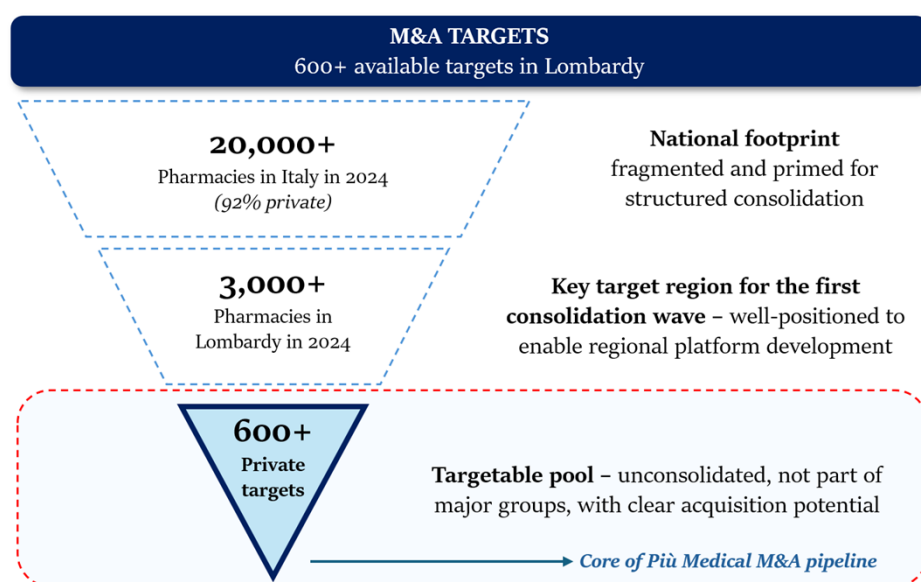 M&A TARGETS
600+ available targets in Lombardy
20,000+
Pharmacies in Italy in 2024
(92% private)
National footprint
fragmented and primed for
structured consolidation
3,000+
Pharmacies in
Lombardy in 2024
Key target region for the first
consolidation wave – well-positioned to
enable regional platform development
600+
Private
targets
Targetable pool – unconsolidated, not part of
major groups, with clear acquisition potential
Core of Più Medical M&A pipeline